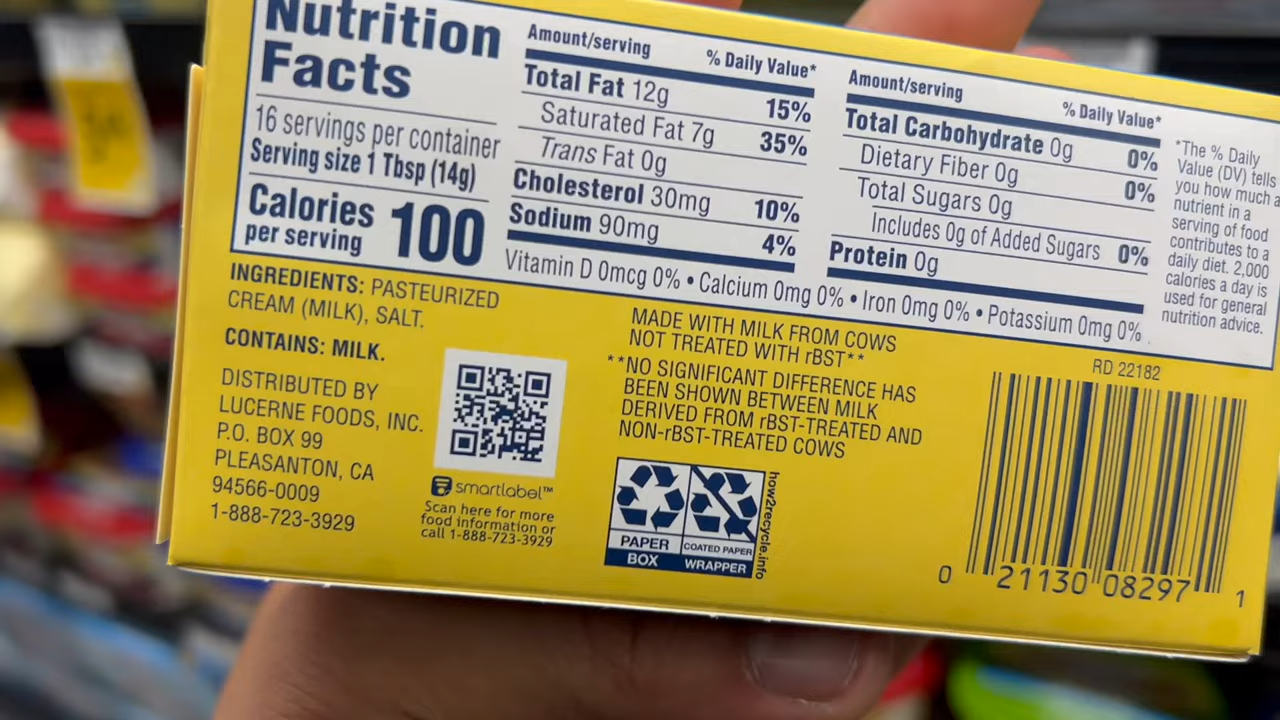 Nutrition
Facts
16 servings per container
Serving size 1 Tbsp (14g)
Calories
per serving
100
Amount/serving % Daily Value*
Total Fat 12g 15%
Saturated Fat 7g 35%
Trans Fat 0g
Cholesterol 30mg 10%
Sodium 90mg 4%
Amount/serving % Daily Value*
Total Carbohydrate 0g 0%
Dietary Fiber 0g 0%
Total Sugars 0g
Includes 0g of Added Sugars 0%
Protein 0g
Vitamin D 0mcg 0% • Calcium 0mg 0% • Iron 0mg 0% • Potassium 0mg 0%
*The % Daily
Value (DV) tells
you how much a
nutrient in a
serving of food
contributes to a
daily diet. 2,000
calories a day is
used for general
nutrition advice.
INGREDIENTS: PASTEURIZED
CREAM (MILK), SALT.
CONTAINS: MILK.
DISTRIBUTED BY
LUCERNE FOODS, INC.
P.O. BOX 99
PLEASANTON, CA
94566-0009
1-888-723-3929
smartlabel™
Scan here for more
food information or
call 1-888-723-3929
MADE WITH MILK FROM COWS
NOT TREATED WITH rBST**
**NO SIGNIFICANT DIFFERENCE HAS
BEEN SHOWN BETWEEN MILK
DERIVED FROM rBST-TREATED AND
NON-rBST-TREATED COWS
PAPER
BOX
COATED PAPER
WRAPPER
how2recycle.info
RD 22182
0 21130 08297 1